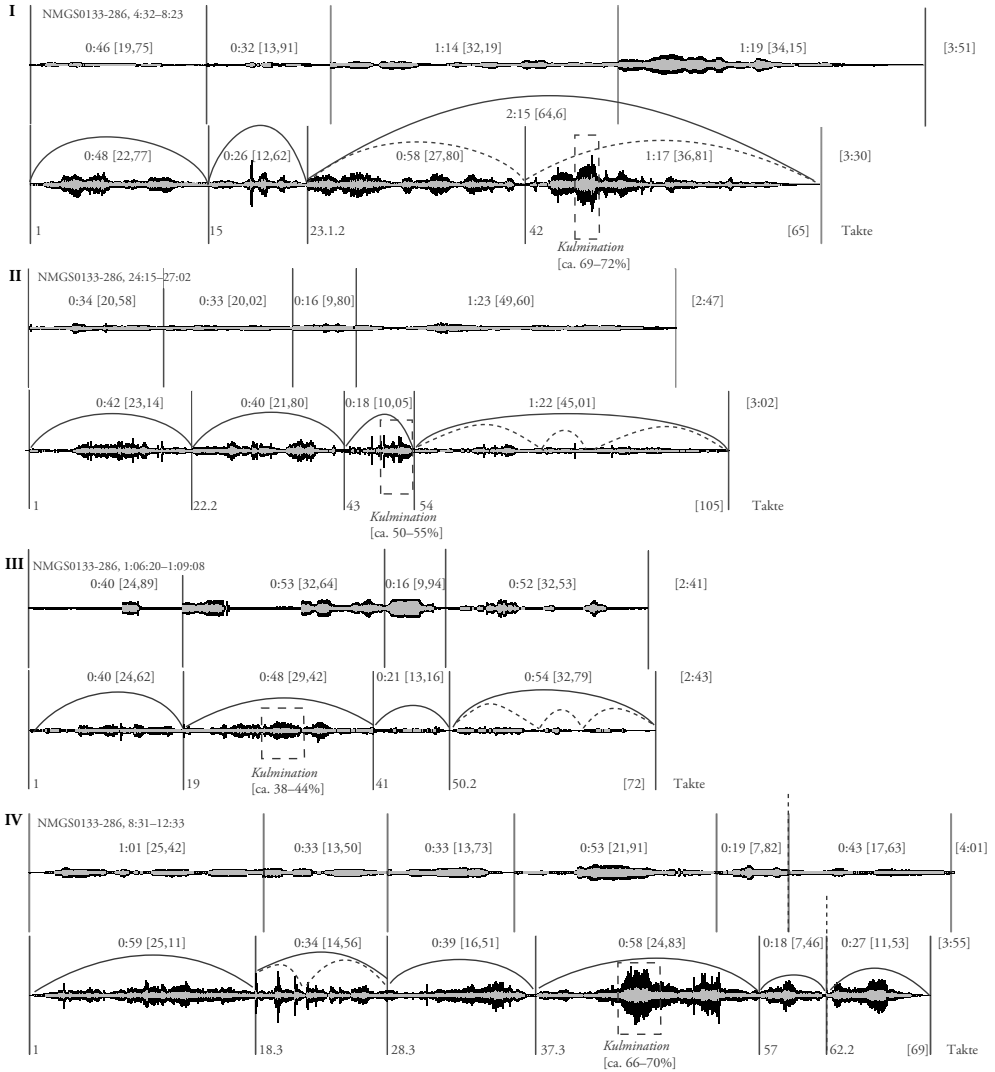 I
NMGS0133-286, 4:32–8:23
0:46 [19,75] 0:32 [13,91] 1:14 [32,19] 1:19 [34,15] [3:51]
2:15 [64,6]
0:48 [22,77] 0:26 [12,62] 0:58 [27,80] 1:17 [36,81] [3:30]
1 15 23.1.2 42 [65] Takte
Kulmination
[ca. 69–72%]
II
NMGS0133-286, 24:15–27:02
0:34 [20,58] 0:33 [20,02] 0:16 [9,80] 1:23 [49,60] [2:47]
0:42 [23,14] 0:40 [21,80] 0:18 [10,05] 1:22 [45,01] [3:02]
1 22.2 43 54 [105] Takte
Kulmination
[ca. 50–55%]
III
NMGS0133-286, 1:06:20–1:09:08
0:40 [24,89] 0:53 [32,64] 0:16 [9,94] 0:52 [32,53] [2:41]
0:40 [24,62] 0:48 [29,42] 0:21 [13,16] 0:54 [32,79] [2:43]
1 19 41 50.2 [72] Takte
Kulmination
[ca. 38–44%]
IV
NMGS0133-286, 8:31–12:33
1:01 [25,42] 0:33 [13,50] 0:33 [13,73] 0:53 [21,91] 0:19 [7,82] 0:43 [17,63] [4:01]
0:59 [25,11] 0:34 [14,56] 0:39 [16,51] 0:58 [24,83] 0:18 [7,46] 0:27 [11,53] [3:55]
1 18.3 28.3 37.3 57 62.2 [69] Takte
Kulmination
[ca. 66–70%]